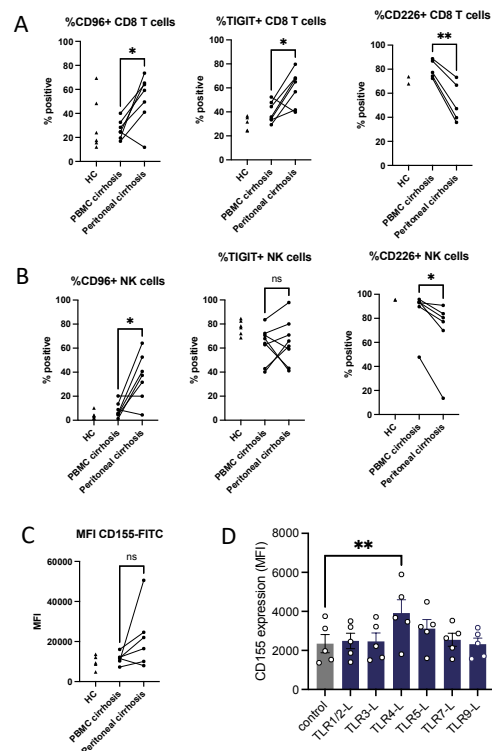 A
%CD96+ CD8 T cells
%TIGIT+ CD8 T cells
%CD226+ CD8 T cells
*
*
**
% positive
% positive
% positive
100
80
60
40
20
0
100
80
60
40
20
0
100
80
60
40
20
0
HC
PBMC cirrhosis
Peritoneal cirrhosis
HC
PBMC cirrhosis
Peritoneal cirrhosis
HC
PBMC cirrhosis
Peritoneal cirrhosis
B
%CD96+ NK cells
%TIGIT+ NK cells
%CD226+ NK cells
*
ns
*
% positive
% positive
% positive
100
80
60
40
20
0
100
80
60
40
20
0
100
80
60
40
20
0
HC
PBMC cirrhosis
Peritoneal cirrhosis
HC
PBMC cirrhosis
Peritoneal cirrhosis
HC
PBMC cirrhosis
Peritoneal cirrhosis
C
MFI CD155-FITC
ns
MFI
60000
40000
20000
0
HC
PBMC cirrhosis
Peritoneal cirrhosis
D
**
CD155 expression (MFI)
8000
6000
4000
2000
0
control
TLR1/2-L
TLR3-L
TLR4-L
TLR5-L
TLR7-L
TLR9-L